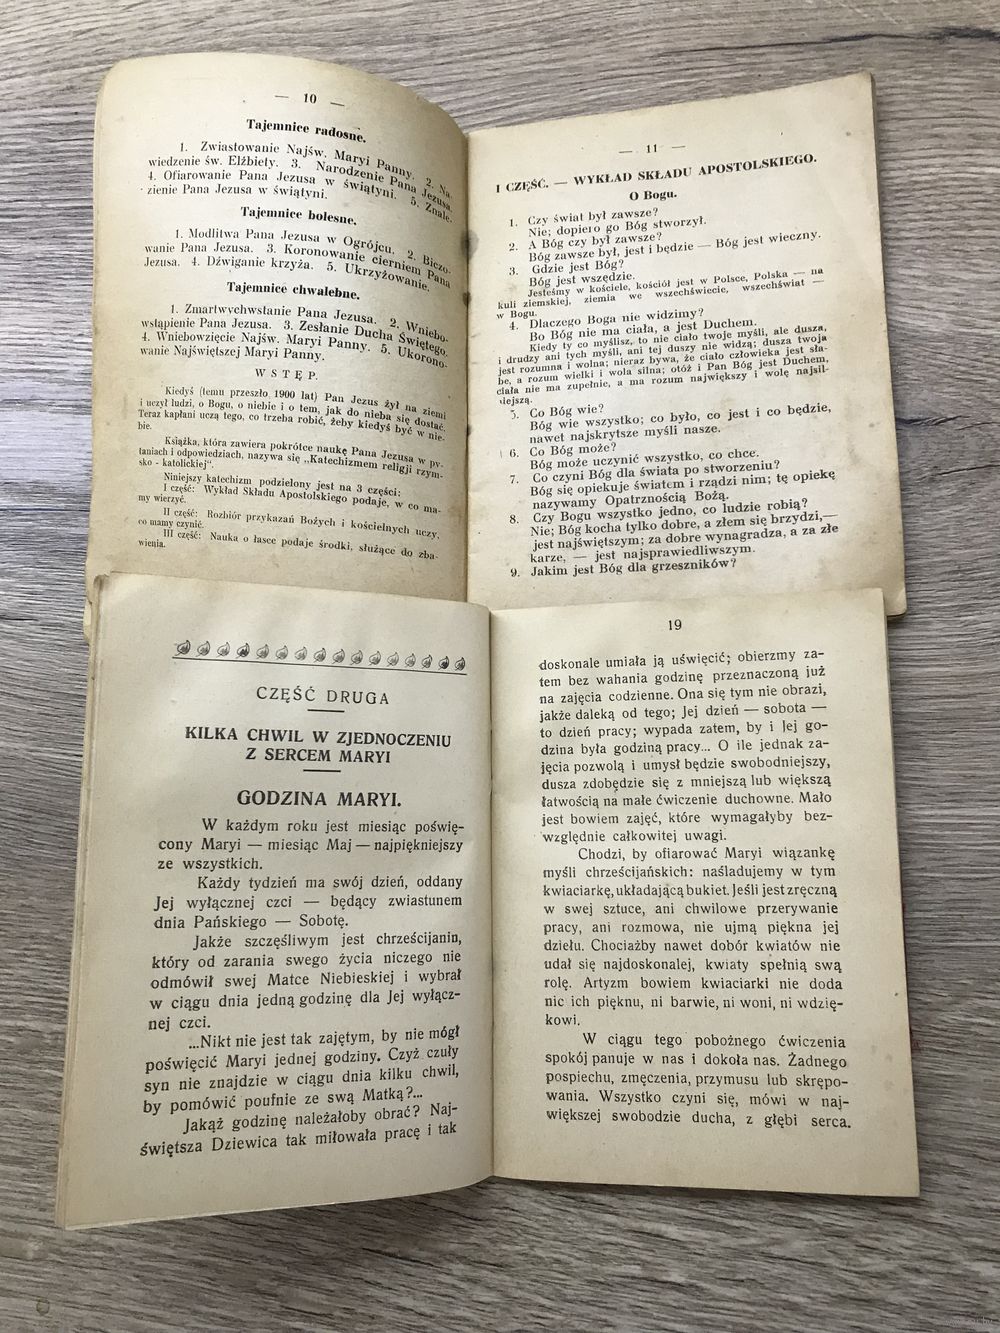 — 10 —
Tajemnice radosne.
1. Zwiastowanie Najśw. Maryi Panny. 2. Na-
wiedzenie św. Elżbiety. 3. Narodzenie Pana Jezusa.
4. Ofiarowanie Pana Jezusa w świątyni. 5. Znale-
zienie Pana Jezusa w świątyni.
Tajemnice bolesne.
1. Modlitwa Pana Jezusa w Ogrójcu. 2. Biczo-
wanie Pana Jezusa. 3. Koronowanie cierniem Pana
Jezusa. 4. Dźwiganie krzyża. 5. Ukrzyżowanie.
Tajemnice chwalebne.
1. Zmartwychwstanie Pana Jezusa. 2. Wniebo-
wstąpienie Pana Jezusa. 3. Zesłanie Ducha Świętego.
4. Wniebowzięcie Najśw. Maryi Panny. 5. Ukorono-
wanie Najświętszej Maryi Panny.
WSTĘP.
Kiedyś (temu przeszło 1900 lat) Pan Jezus żył na ziemi
i uczył ludzi, o Bogu, o niebie i o tem, jak do nieba się dostać.
Teraz kapłani uczą tego, co trzeba robić, żeby kiedyś być w nie-
bie.
Książka, która zawiera pokrótce naukę Pana Jezusa w py-
taniach i odpowiedziach, nazywa się „Katechizmem religji rzym-
sko - katolickiej".
Niniejszy katechizm podzielony jest na 3 części:
I część: Wykład Składu Apostolskiego podaje, w co ma-
my wierzyć.
II część: Rozbiór przykazań Bożych i kościelnych uczy,
co mamy czynić.
III część: Nauka o łasce podaje środki, służące do zba-
wienia.
— 11 —
I CZĘŚĆ. — WYKŁAD SKŁADU APOSTOLSKIEGO.
O Bogu.
1. Czy świat był zawsze?
Nie; dopiero go Bóg stworzył.
2. A Bóg czy był zawsze?
Bóg zawsze był, jest i będzie — Bóg jest wieczny.
3. Gdzie jest Bóg?
Bóg jest wszędzie.
Jesteśmy w kościele, kościół jest w Polsce, Polska — na
kuli ziemskiej, ziemia we wszechświecie, wszechświat —
w Bogu.
4. Dlaczego Boga nie widzimy?
Bo Bóg nie ma ciała, a jest Duchem.
Kiedy ty co myślisz, to nie ciało twoje myśli, ale dusza,
i drudzy ani tych myśli, ani tej duszy nie widzą; dusza twoja
jest rozumna i wolna; nieraz bywa, że ciało człowieka jest sła-
be, a rozum wielki i wola silna; otóż i Pan Bóg jest Duchem,
ciała nie ma zupełnie, a ma rozum największy i wolę najsil-
niejszą.
5. Co Bóg wie?
Bóg wie wszystko; co było, co jest i co będzie,
nawet najskrytsze myśli nasze.
6. Co Bóg może?
Bóg może uczynić wszystko, co chce.
7. Co czyni Bóg dla świata po stworzeniu?
Bóg się opiekuje światem i rządzi nim; tę opiekę
nazywamy Opatrznością Bożą.
8. Czy Bogu wszystko jedno, co ludzie robią?
Nie; Bóg kocha tylko dobre, a złem się brzydzi,—
jest najświętszym; za dobre wynagradza, a za złe
karze, — jest najsprawiedliwszym.
9. Jakim jest Bóg dla grzeszników?
CZĘŚĆ DRUGA
KILKA CHWIL W ZJEDNOCZENIU
Z SERCEM MARYI
GODZINA MARYI.
W każdym roku jest miesiąc poświę-
cony Maryi — miesiąc Maj — najpiękniejszy
ze wszystkich.
Każdy tydzień ma swój dzień, oddany
Jej wyłącznej czci — będący zwiastunem
dnia Pańskiego — Sobotę.
Jakże szczęśliwym jest chrześcijanin,
który od zarania swego życia niczego nie
odmówił swej Matce Niebieskiej i wybrał
w ciągu dnia jedną godzinę dla Jej wyłącz-
nej czci.
...Nikt nie jest tak zajętym, by nie mógł
poświęcić Maryi jednej godziny. Czyż czuły
syn nie znajdzie w ciągu dnia kilku chwil,
by pomówić poufnie ze swą Matką?...
Jakąż godzinę należałoby obrać? Naj-
świętsza Dziewica tak miłowała pracę i tak
19
doskonale umiała ją uświęcić; obierzmy za-
tem bez wahania godzinę przeznaczoną już
na zajęcia codzienne. Ona się tym nie obrazi,
jakże daleką od tego; Jej dzień — sobota —
to dzień pracy; wypada zatem, by i Jej go-
dzina była godziną pracy... O ile jednak za-
jęcia pozwolą i umysł będzie swobodniejszy,
dusza zdobędzie się z mniejszą lub większą
łatwością na małe ćwiczenie duchowne. Mało
jest bowiem zajęć, które wymagałyby bez-
względnie całkowitej uwagi.
Chodzi, by ofiarować Maryi wiązankę
myśli chrześcijańskich: naśladujemy w tym
kwiaciarkę, układającą bukiet. Jeśli jest zręczną
w swej sztuce, ani chwilowe przerywanie
pracy, ani rozmowa, nie ujmą piękna jej
dziełu. Chociażby nawet dobór kwiatów nie
udał się najdoskonalej, kwiaty spełnią swą
rolę. Artyzm bowiem kwiaciarki nie doda
nic ich pięknu, ni barwie, ni woni, ni wdzię-
kowi.
W ciągu tego pobożnego ćwiczenia
spokój panuje w nas i dokoła nas. Żadnego
pospiechu, zmęczenia, przymusu lub skrępo-
wania. Wszystko czyni się, mówi w naj-
większej swobodzie ducha, z głębi serca.